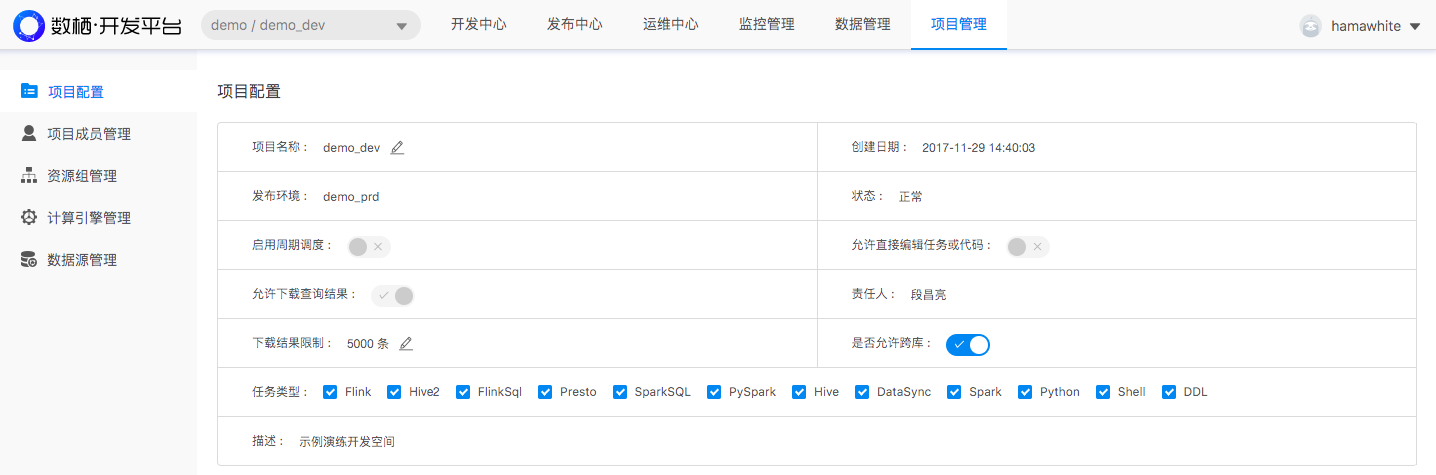 数栖·开发平台 demo / demo_dev 开发中心 发布中心 运维中心 监控管理 数据管理 项目管理 hamawhite
项目配置
项目成员管理
资源组管理
计算引擎管理
数据源管理
项目配置
项目名称： demo_dev 创建日期： 2017-11-29 14:40:03
发布环境： demo_prd 状态： 正常
启用周期调度： 允许直接编辑任务或代码：
允许下载查询结果： 责任人： 段昌亮
下载结果限制： 5000 条 是否允许跨库：
任务类型： Flink Hive2 FlinkSql Presto SparkSQL PySpark Hive DataSync Spark Python Shell DDL
描述： 示例演练开发空间